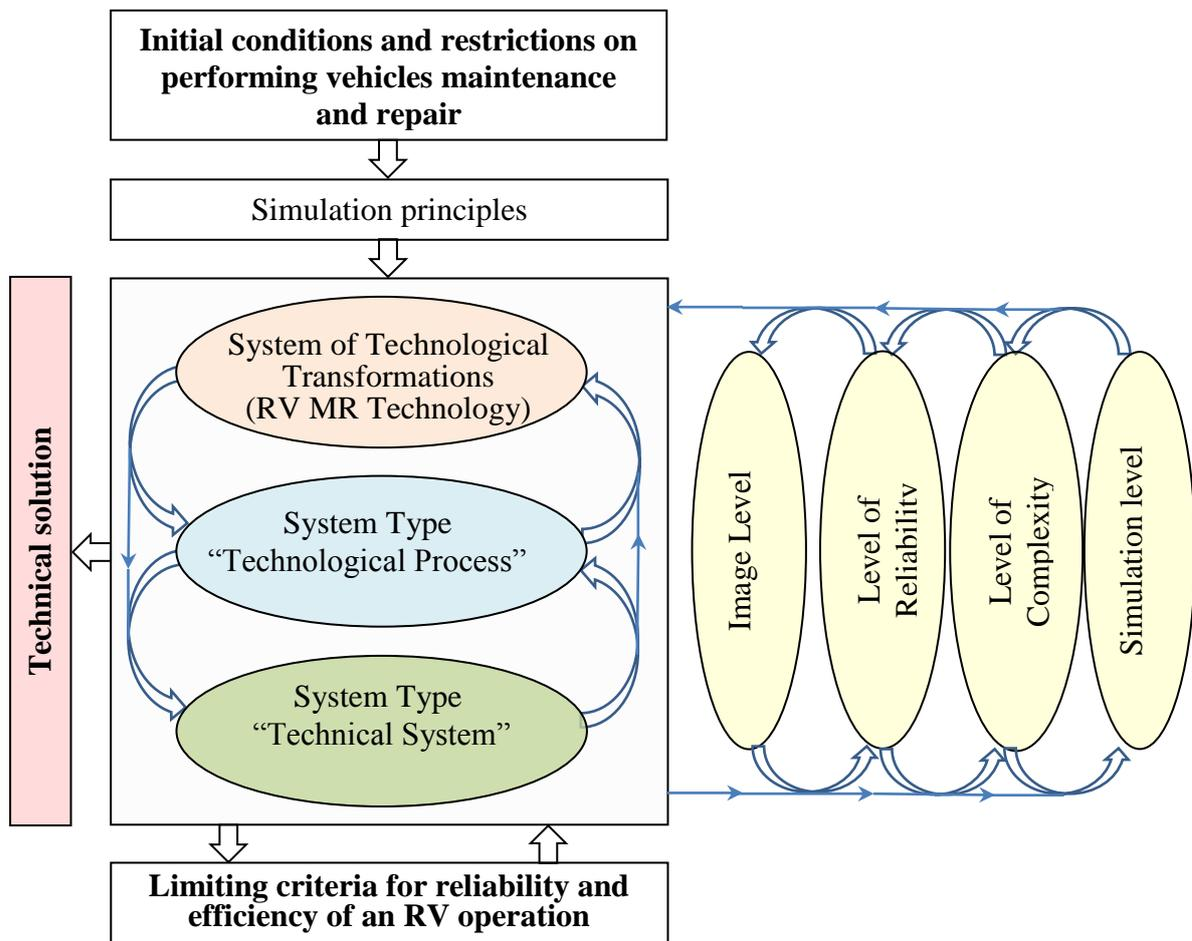 Initial conditions and restrictions on
performing vehicles maintenance
and repair
Simulation principles
Technical solution
System of Technological
Transformations
(RV MR Technology)
System Type
“Technological Process”
System Type
“Technical System”
Image Level
Level of
Reliability
Level of
Complexity
Simulation level
Limiting criteria for reliability and
efficiency of an RV operation